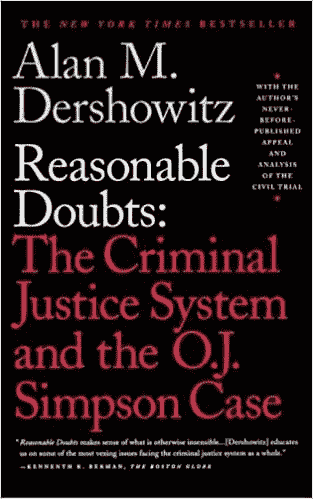 THE NEW YORK TIMES BESTSELLER
Alan M.
Dershowitz
Reasonable
Doubts:
The Criminal
Justice System
and the O.J.
Simpson Case
WITH THE
AUTHOR'S
NEVER-
BEFORE-
PUBLISHED
APPEAL
AND
ANALYSIS
OF THE
CIVIL TRIAL
"Reasonable Doubts makes sense of what is otherwise insensible....[Dershowitz] educates
us on some of the most vexing issues facing the criminal justice system as a whole."
—KENNETH R. BERMAN, THE BOSTON GLOBE